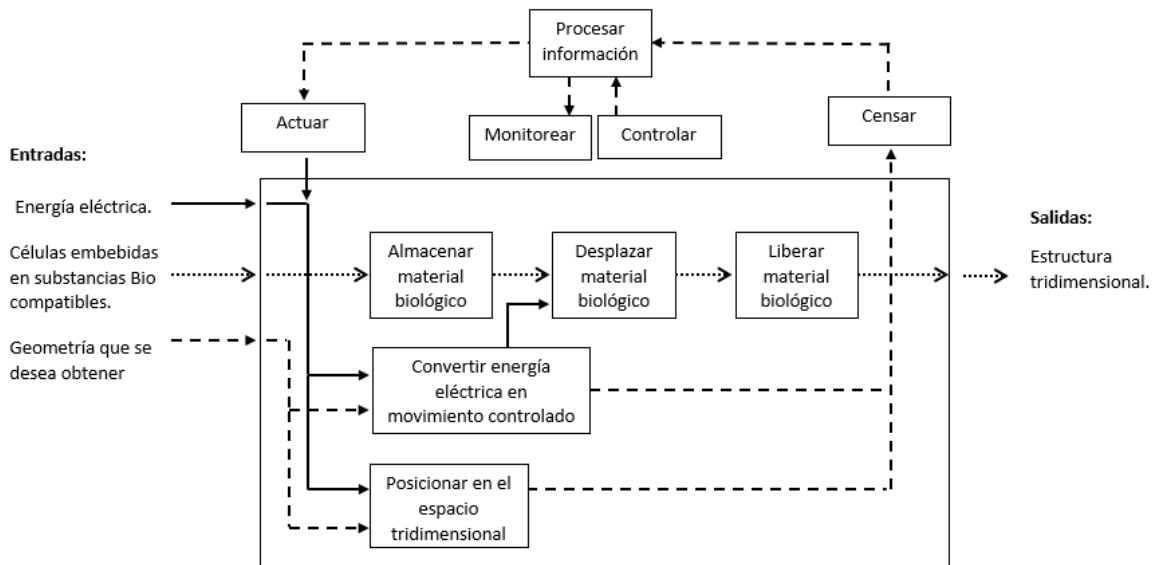 Procesar
información
Actuar
Monitorear
Controlar
Censar
Entradas:
Energía eléctrica.
Células embebidas
en substancias Bio
compatibles.
Geometría que se
desea obtener
Almacenar
material
biológico
Desplazar
material
biológico
Liberar
material
biológico
Convertir energía
eléctrica en
movimiento controlado
Posicionar en el
espacio
tridimensional
Salidas:
Estructura
tridimensional.